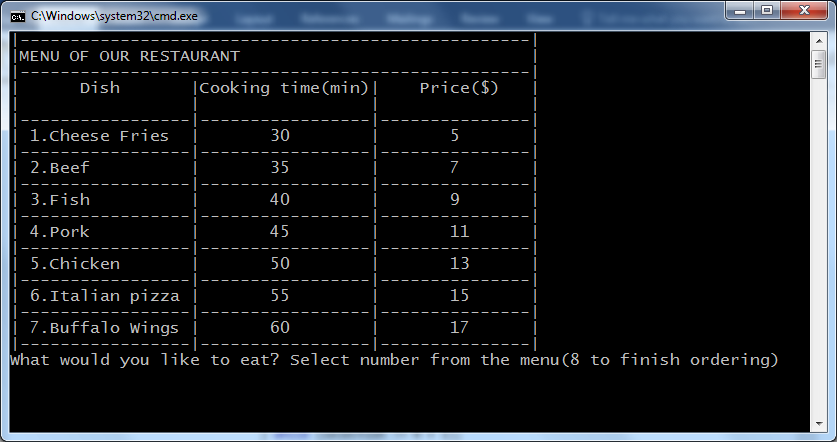 C:\Windows\system32\cmd.exe
|---------------------------------------------------|
|MENU OF OUR RESTAURANT                             |
|---------------------------------------------------|
|      Dish       |Cooking time(min)|    Price($)   |
|                 |                 |               |
|-----------------|-----------------|---------------|
| 1.Cheese Fries  |       30        |       5       |
|-----------------|-----------------|---------------|
| 2.Beef          |       35        |       7       |
|-----------------|-----------------|---------------|
| 3.Fish          |       40        |       9       |
|-----------------|-----------------|---------------|
| 4.Pork          |       45        |       11      |
|-----------------|-----------------|---------------|
| 5.Chicken       |       50        |       13      |
|-----------------|-----------------|---------------|
| 6.Italian pizza |       55        |       15      |
|-----------------|-----------------|---------------|
| 7.Buffalo Wings |       60        |       17      |
|-----------------|-----------------|---------------|
What would you like to eat? Select number from the menu(8 to finish ordering)